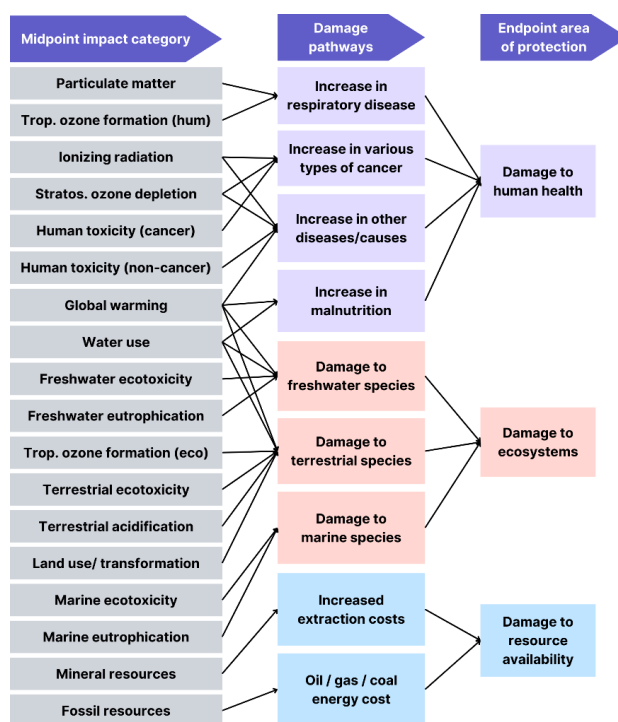 Midpoint impact category
Damage
pathways
Endpoint area
of protection
Particulate matter
Trop. ozone formation (hum)
Ionizing radiation
Stratos. ozone depletion
Human toxicity (cancer)
Human toxicity (non-cancer)
Global warming
Water use
Freshwater ecotoxicity
Freshwater eutrophication
Trop. ozone formation (eco)
Terrestrial ecotoxicity
Terrestrial acidification
Land use/ transformation
Marine ecotoxicity
Marine eutrophication
Mineral resources
Fossil resources
Increase in
respiratory disease
Increase in various
types of cancer
Increase in other
diseases/causes
Increase in
malnutrition
Damage to
freshwater species
Damage to
terrestrial species
Damage to
marine species
Increased
extraction costs
Oil / gas / coal
energy cost
Damage to
human health
Damage to
ecosystems
Damage to
resource
availability